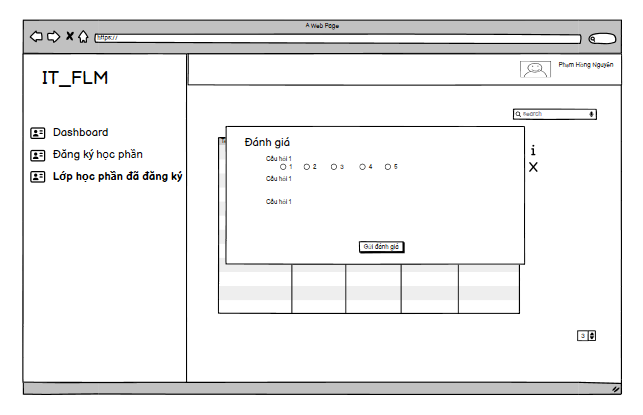 A Web Page
https://
IT_FLM
Phạm Hồng Nguyên
search
Dashboard
Đăng ký học phần
Lớp học phần đã đăng ký
Đánh giá
Câu hỏi 1
1 2 3 4 5
Câu hỏi 1
Câu hỏi 1
Gửi đánh giá
i
X
3